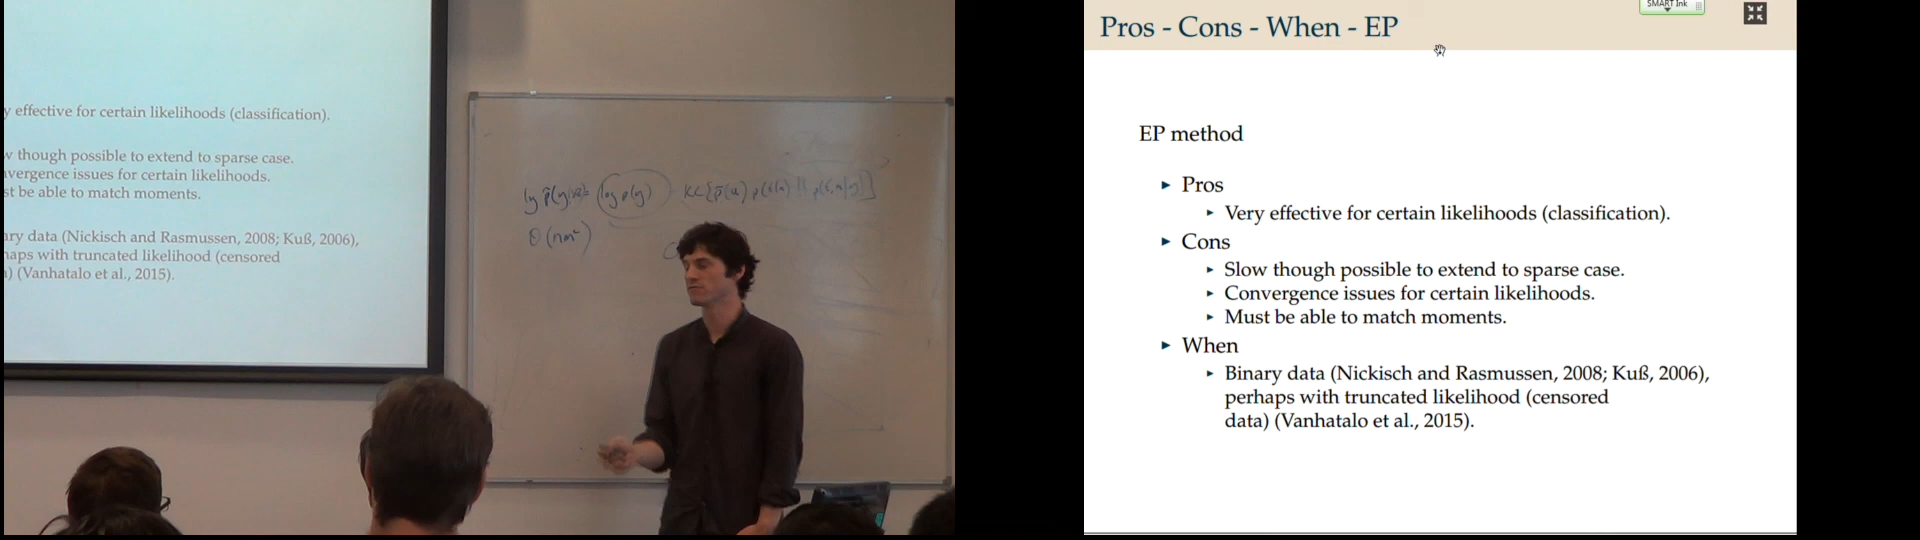 y effective for certain likelihoods (classification).
w though possible to extend to sparse case.
nvergence issues for certain likelihoods.
st be able to match moments.
ary data (Nickisch and Rasmussen, 2008; Kuß, 2006),
haps with truncated likelihood (censored
a) (Vanhatalo et al., 2015).
log p(y)
O(nm²)
SMART Ink
Pros - Cons - When - EP
EP method
► Pros
► Very effective for certain likelihoods (classification).
► Cons
► Slow though possible to extend to sparse case.
► Convergence issues for certain likelihoods.
► Must be able to match moments.
► When
► Binary data (Nickisch and Rasmussen, 2008; Kuß, 2006),
perhaps with truncated likelihood (censored
data) (Vanhatalo et al., 2015).